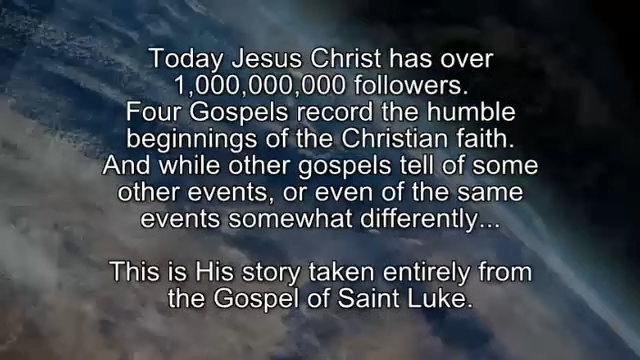 Today Jesus Christ has over
1,000,000,000 followers.
Four Gospels record the humble
beginnings of the Christian faith.
And while other gospels tell of some
other events, or even of the same
events somewhat differently...
This is His story taken entirely from
the Gospel of Saint Luke.